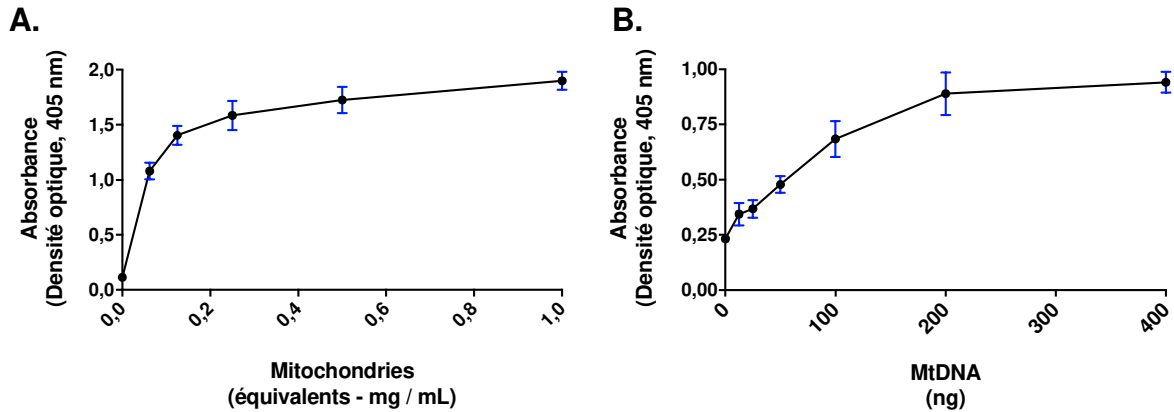 A.
Absorbance
(Densité optique, 405 nm)
2,0
1,5
1,0
0,5
0,0
0,0
0,2
0,4
0,6
0,8
1,0
Mitochondries
(équivalents - mg / mL)
B.
Absorbance
(Densité optique, 405 nm)
1,00
0,75
0,50
0,25
0,00
0
100
200
300
400
MtDNA
(ng)